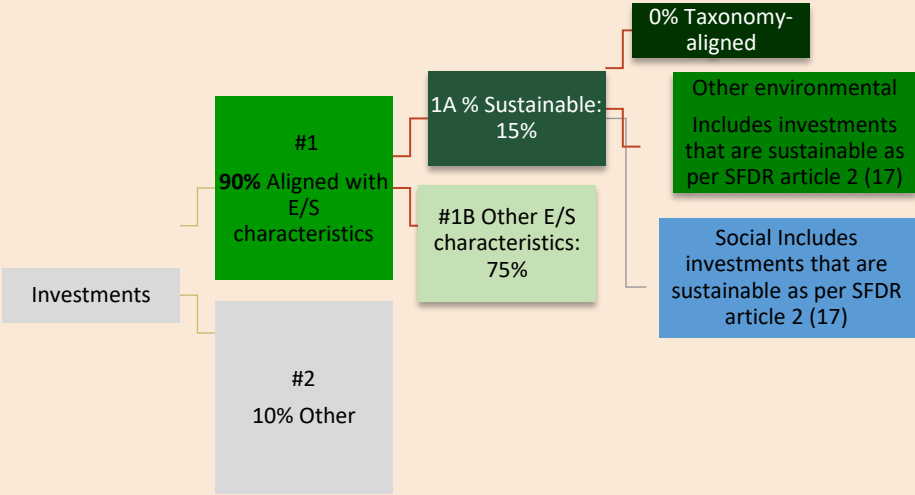 Investments
#1
90% Aligned with
E/S
characteristics
#2
10% Other
1A % Sustainable:
15%
#1B Other E/S
characteristics:
75%
0% Taxonomy-
aligned
Other environmental
Includes investments
that are sustainable as
per SFDR article 2 (17)
Social Includes
investments that are
sustainable as per SFDR
article 2 (17)